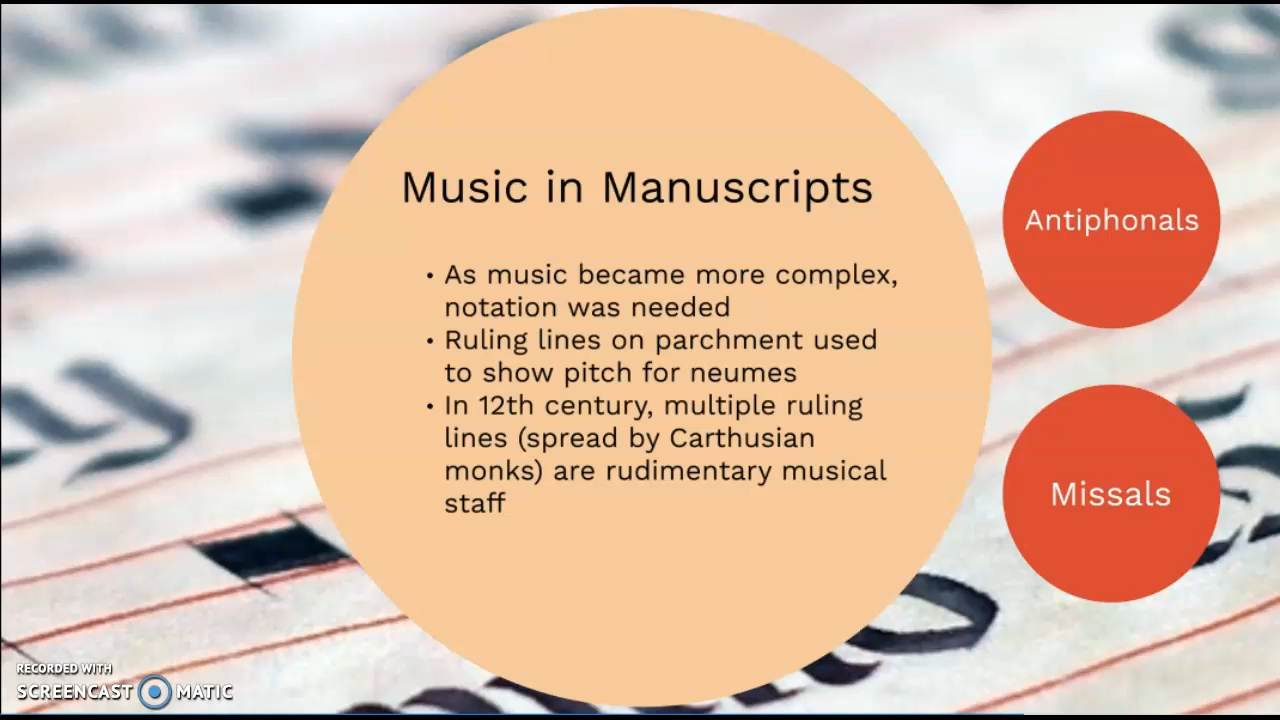 Music in Manuscripts
• As music became more complex,
notation was needed
• Ruling lines on parchment used
to show pitch for neumes
• In 12th century, multiple ruling
lines (spread by Carthusian
monks) are rudimentary musical
staff
Antiphonals
Missals
RECORDED WITH
SCREENCAST MATIC